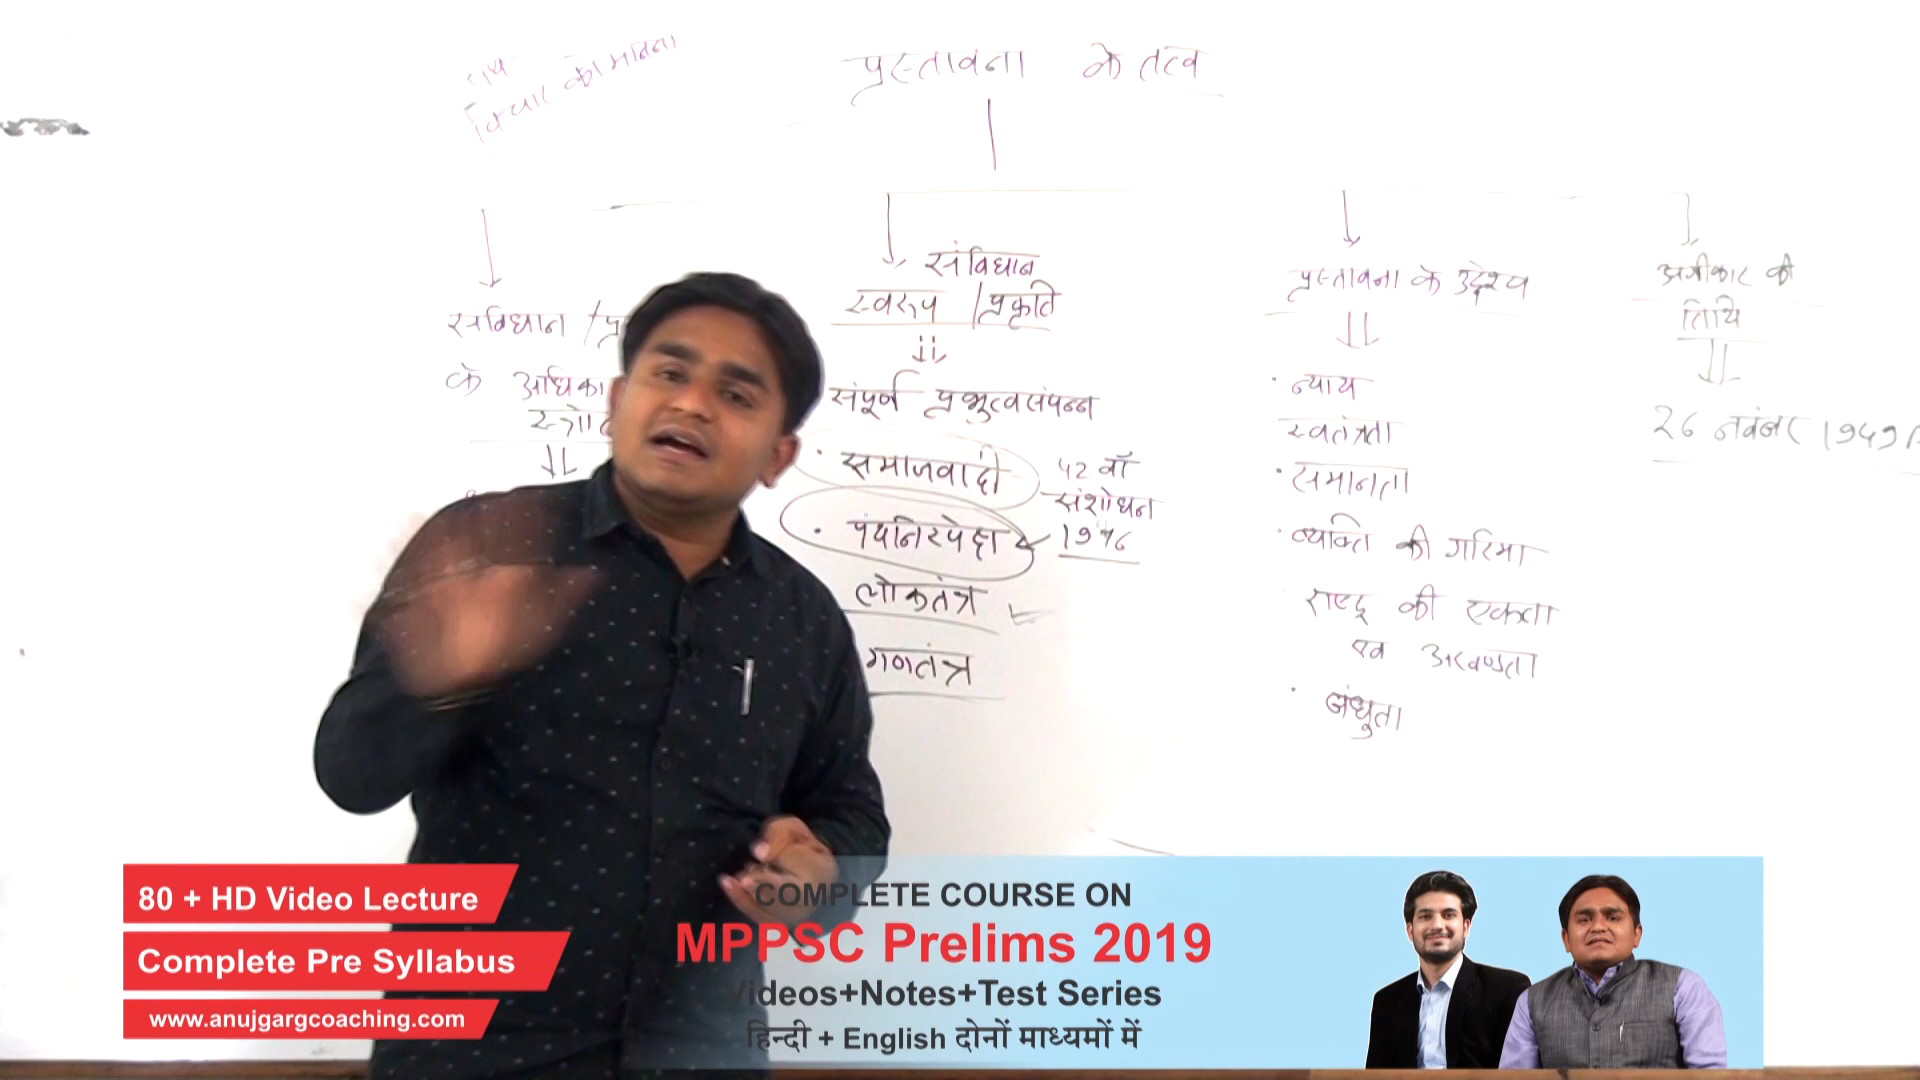 विचार को मानना
प्रस्तावना के तत्व
संविधान /प्र
के अधिका
स्त्रोत
संविधान
स्वरुप /प्रकृति
संपूर्ण प्रभुत्वसंपन्न
• समाजवादी
• पंथनिरपेक्ष
42 वाँ
संशोधन
1976
लोकतंत्र
गणतंत्र
प्रस्तावना के उद्देश्य
• न्याय
स्वतंत्रता
• समानता
• व्यक्ति की गरिमा
राष्ट्र की एकता
एवं अखण्डता
• बंधुता
अंगीकार की
तिथि
26 नवंबर 1949
80 + HD Video Lecture
Complete Pre Syllabus
www.anujgargcoaching.com
COMPLETE COURSE ON
MPPSC Prelims 2019
Videos+Notes+Test Series
हिन्दी + English दोनों माध्यमों में